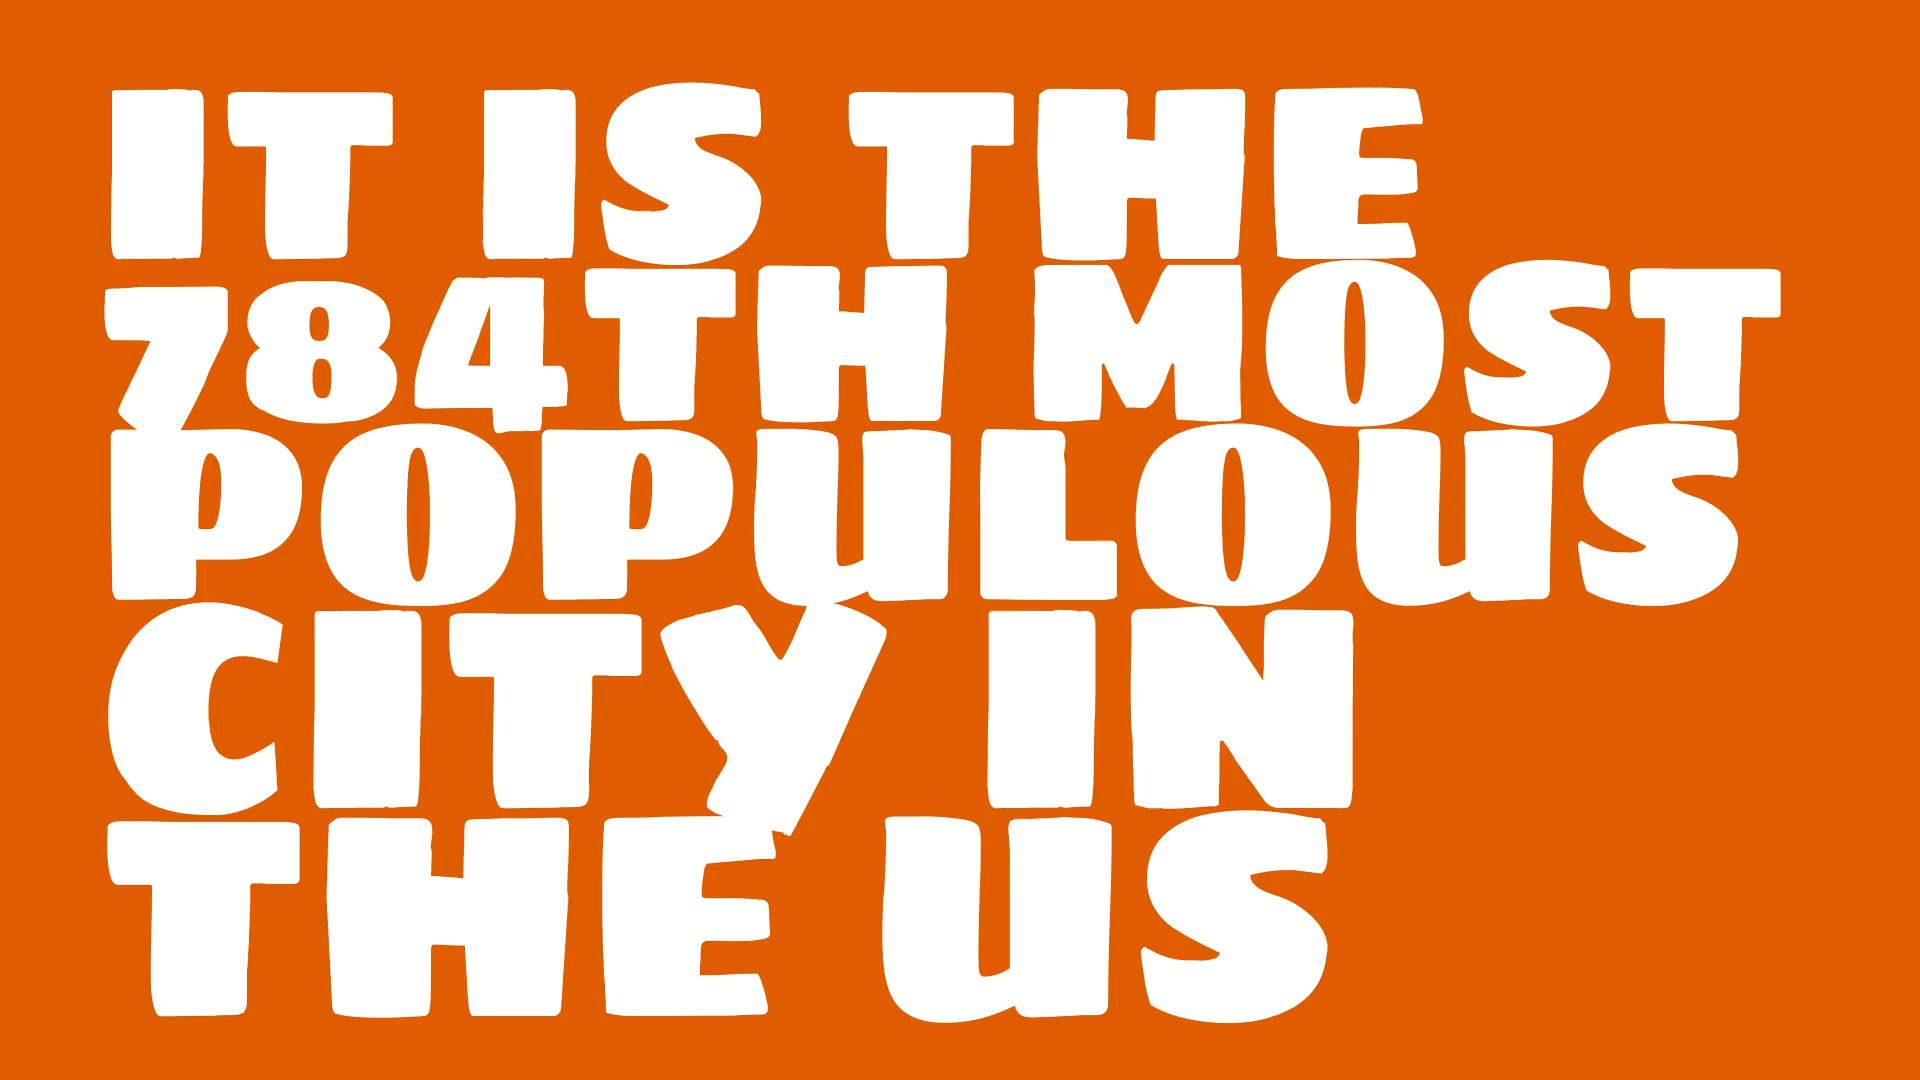 IT IS THE
784TH MOST
POPULOUS
CITY IN
THE US